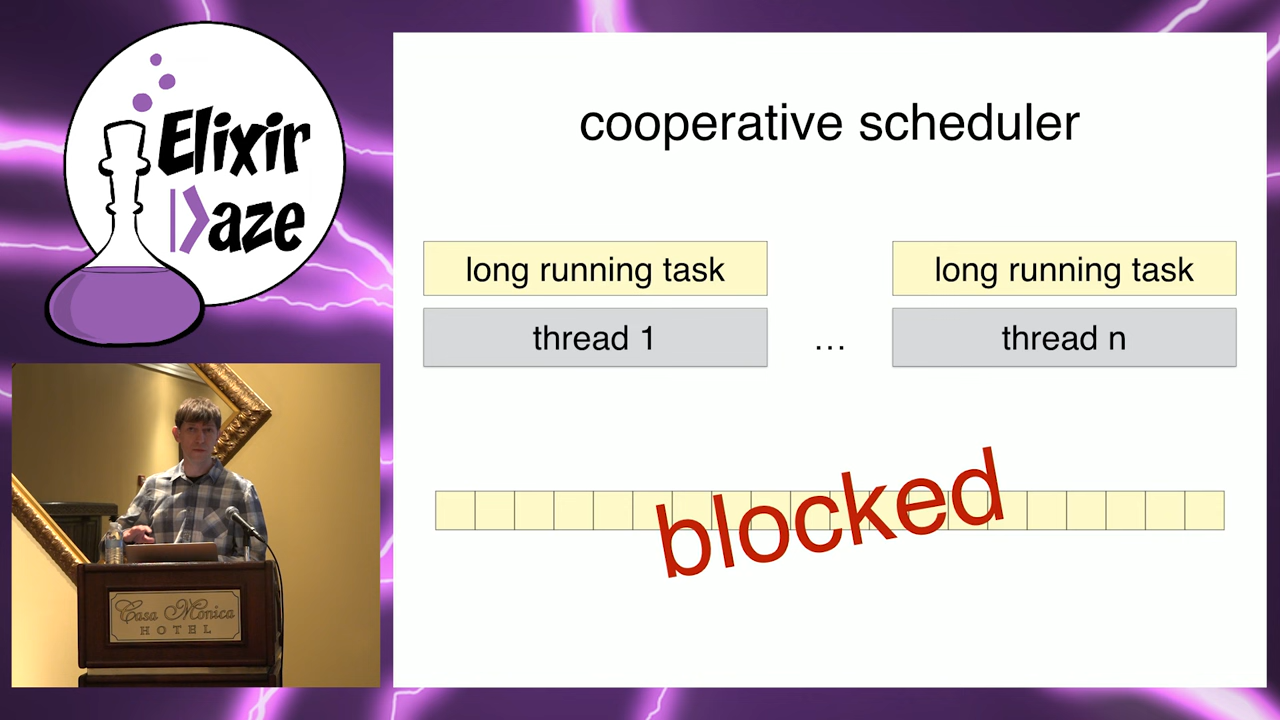 Elixir
|>aze
cooperative scheduler
long running task
long running task
thread 1
...
thread n
blocked
Casa Monica
HOTEL